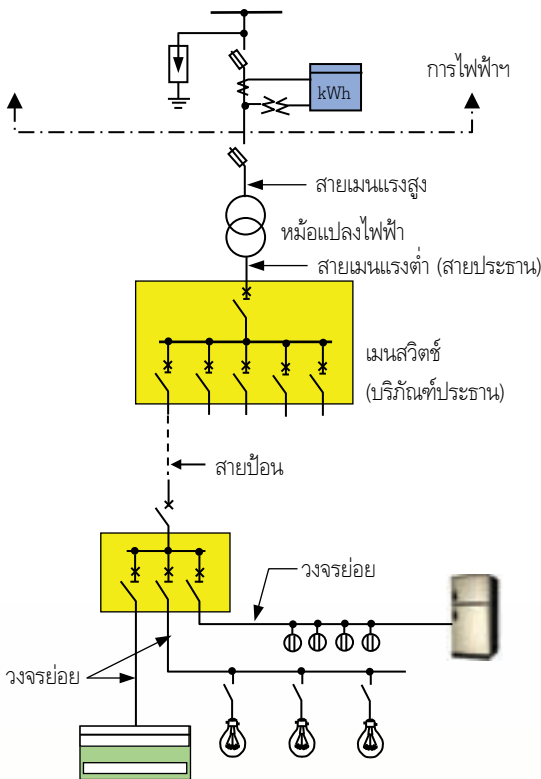 การไฟฟ้าฯ
kWh
สายเมนแรงสูง
หม้อแปลงไฟฟ้า
สายเมนแรงต่ำ (สายประธาน)
เมนสวิตช์
(บริภัณฑ์ประธาน)
สายป้อน
วงจรย่อย
วงจรย่อย